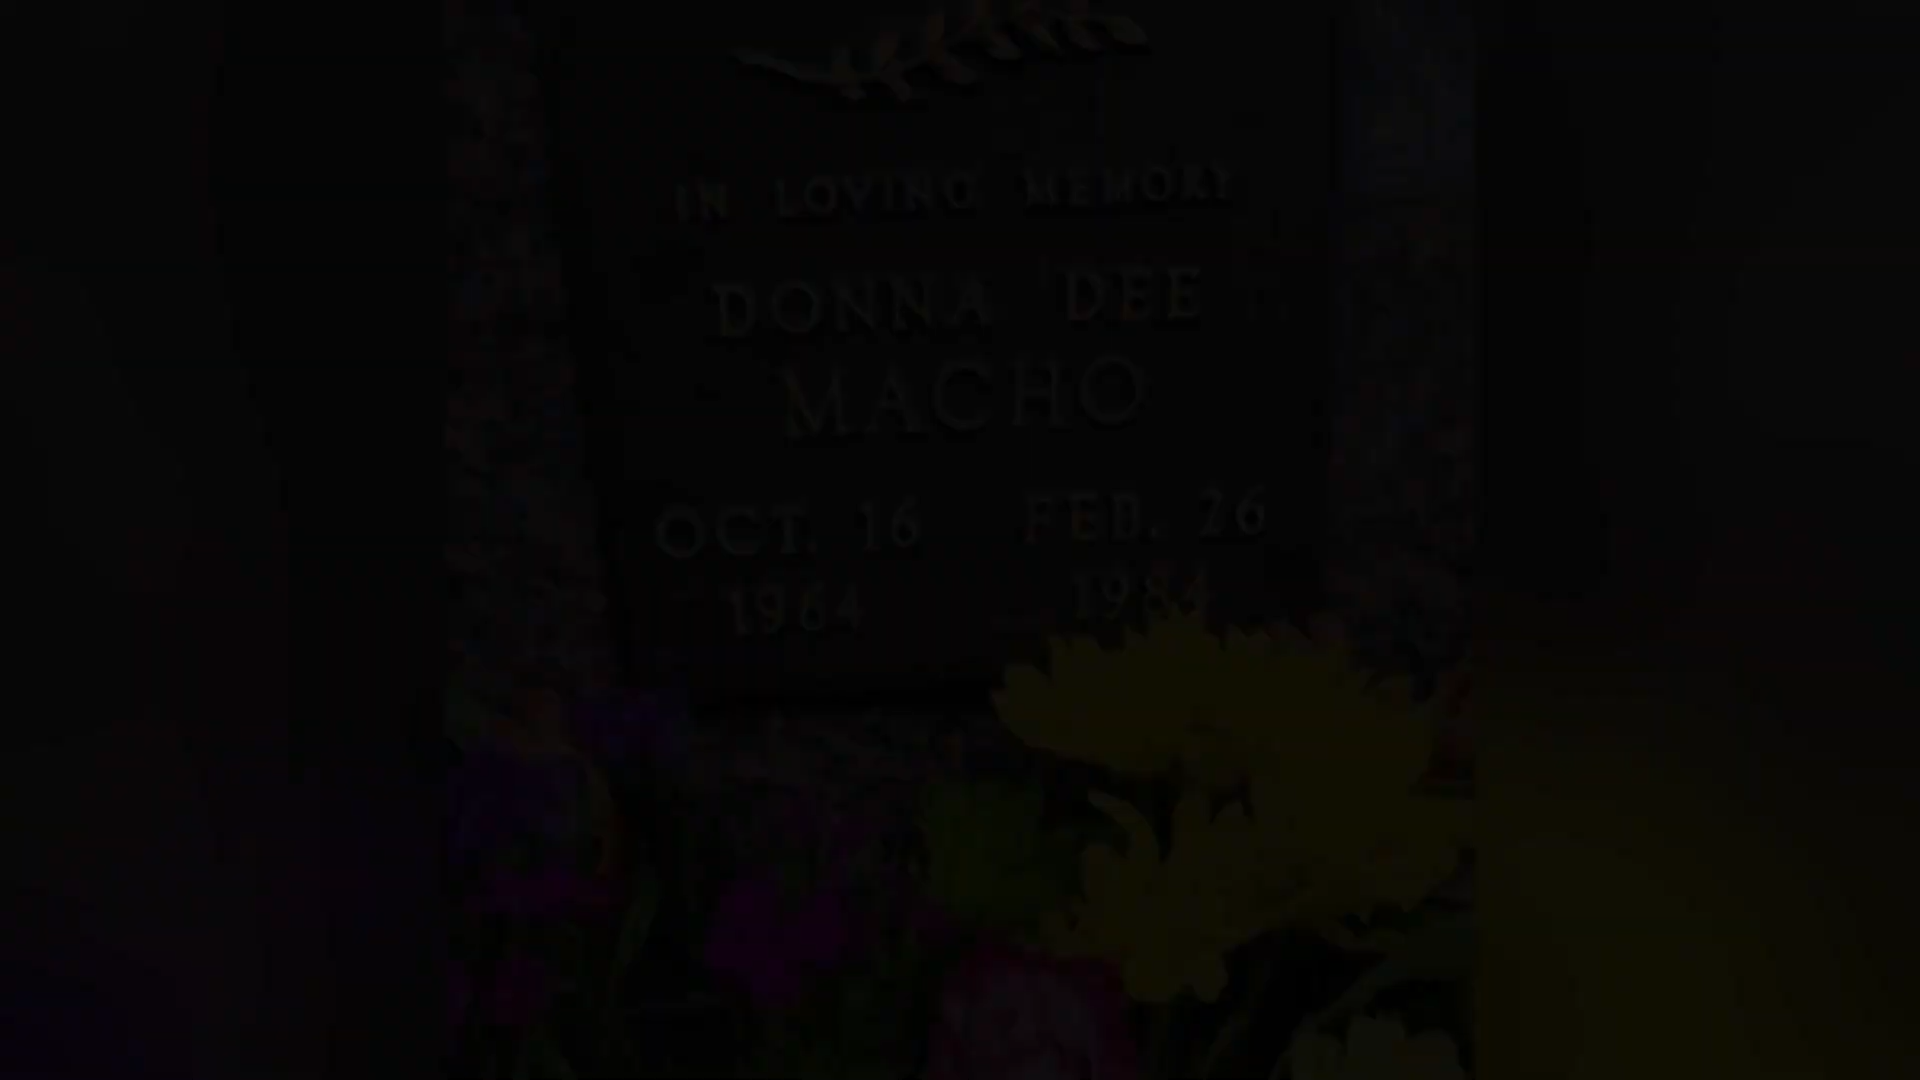 IN LOVING MEMORY
DONNA DEE
MACHO
OCT. 16 FEB. 26
1964 1984